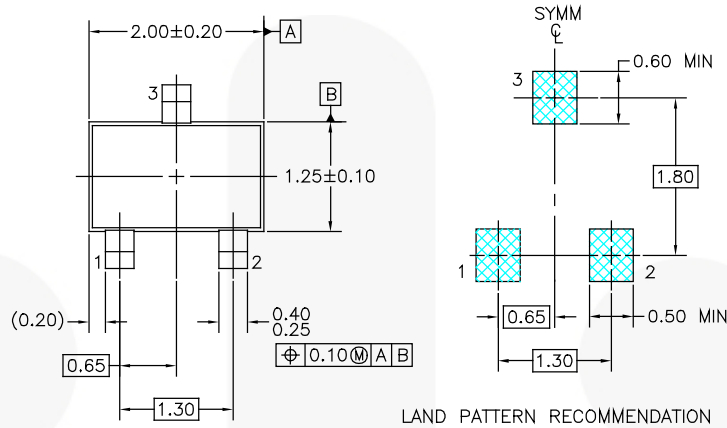 2.00±0.20
A
3
B
1.25±0.10
1
2
(0.20)
0.40
0.25
⌖ 0.10 Ⓜ A B
0.65
1.30
SYMM
℄
3
0.60 MIN
1.80
1
2
0.65
0.50 MIN
1.30
LAND PATTERN RECOMMENDATION